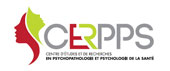 CERPPS
CENTRE D'ÉTUDES ET DE RECHERCHES
EN PSYCHOPATHOLOGIE ET PSYCHOLOGIE DE LA SANTÉ